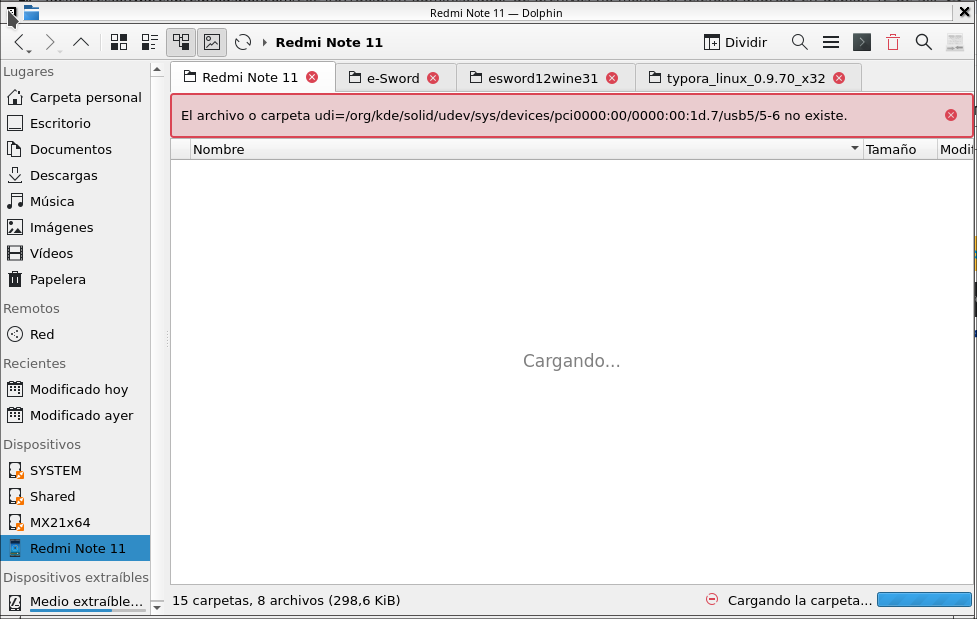 Redmi Note 11 — Dolphin
Redmi Note 11
Dividir
Lugares
Carpeta personal
Escritorio
Documentos
Descargas
Música
Imágenes
Vídeos
Papelera
Remotos
Red
Recientes
Modificado hoy
Modificado ayer
Dispositivos
SYSTEM
Shared
MX21x64
Redmi Note 11
Dispositivos extraíbles
Medio extraíble...
Redmi Note 11
e-Sword
esword12wine31
typora_linux_0.9.70_x32
El archivo o carpeta udi=/org/kde/solid/udev/sys/devices/pci0000:00/0000:00:1d.7/usb5/5-6 no existe.
Nombre
Tamaño
Modif
Cargando...
15 carpetas, 8 archivos (298,6 KiB)
Cargando la carpeta...